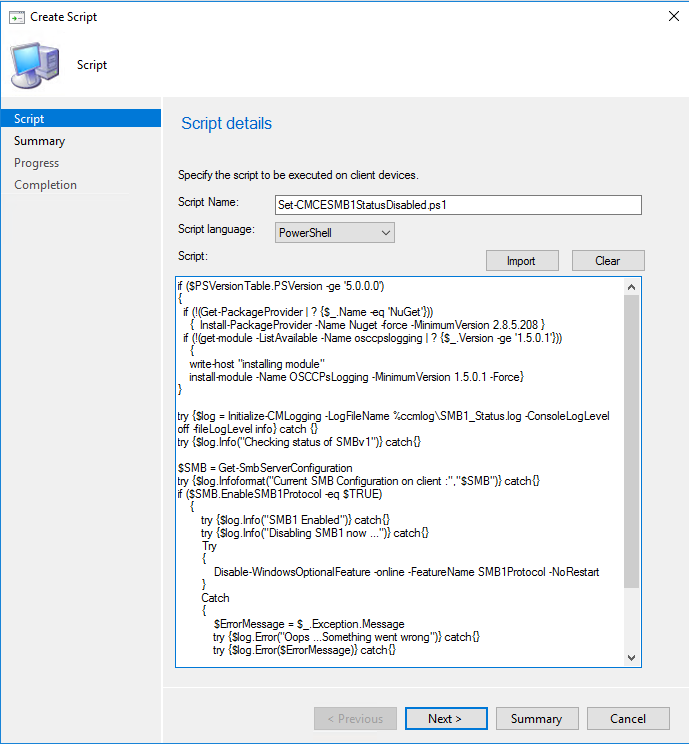 Create Script
Script
Script
Summary
Progress
Completion
Script details
Specify the script to be executed on client devices.
Script Name:
Set-CMCESMB1StatusDisabled.ps1
Script language:
PowerShell
Script:
Import
Clear
if ($PSVersionTable.PSVersion -ge '5.0.0.0')
{
if (!(Get-PackageProvider | ? {$_.Name -eq 'NuGet'}))
{ Install-PackageProvider -Name Nuget -force -MinimumVersion 2.8.5.208 }
if (!(get-module -ListAvailable -Name osccpslogging | ? {$_.Version -ge '1.5.0.1'}))
{
write-host "installing module"
install-module -Name OSCCPsLogging -MinimumVersion 1.5.0.1 -Force}
}
try {$log = Initialize-CMLogging -LogFileName %ccmlog\SMB1_Status.log -ConsoleLogLevel
off -fileLogLevel info} catch {}
try {$log.Info("Checking status of SMBv1")} catch{}
$SMB = Get-SmbServerConfiguration
try {$log.Infoformat("Current SMB Configuration on client :","$SMB")} catch{}
if ($SMB.EnableSMB1Protocol -eq $TRUE)
{
try {$log.Info("SMB1 Enabled")} catch{}
try {$log.Info("Disabling SMB1 now ...")} catch{}
Try
{
Disable-WindowsOptionalFeature -online -FeatureName SMB1Protocol -NoRestart
}
Catch
{
$ErrorMessage = $_.Exception.Message
try {$log.Error("Oops ...Something went wrong")} catch{}
try {$log.Error($ErrorMessage)} catch{}
< Previous
Next >
Summary
Cancel